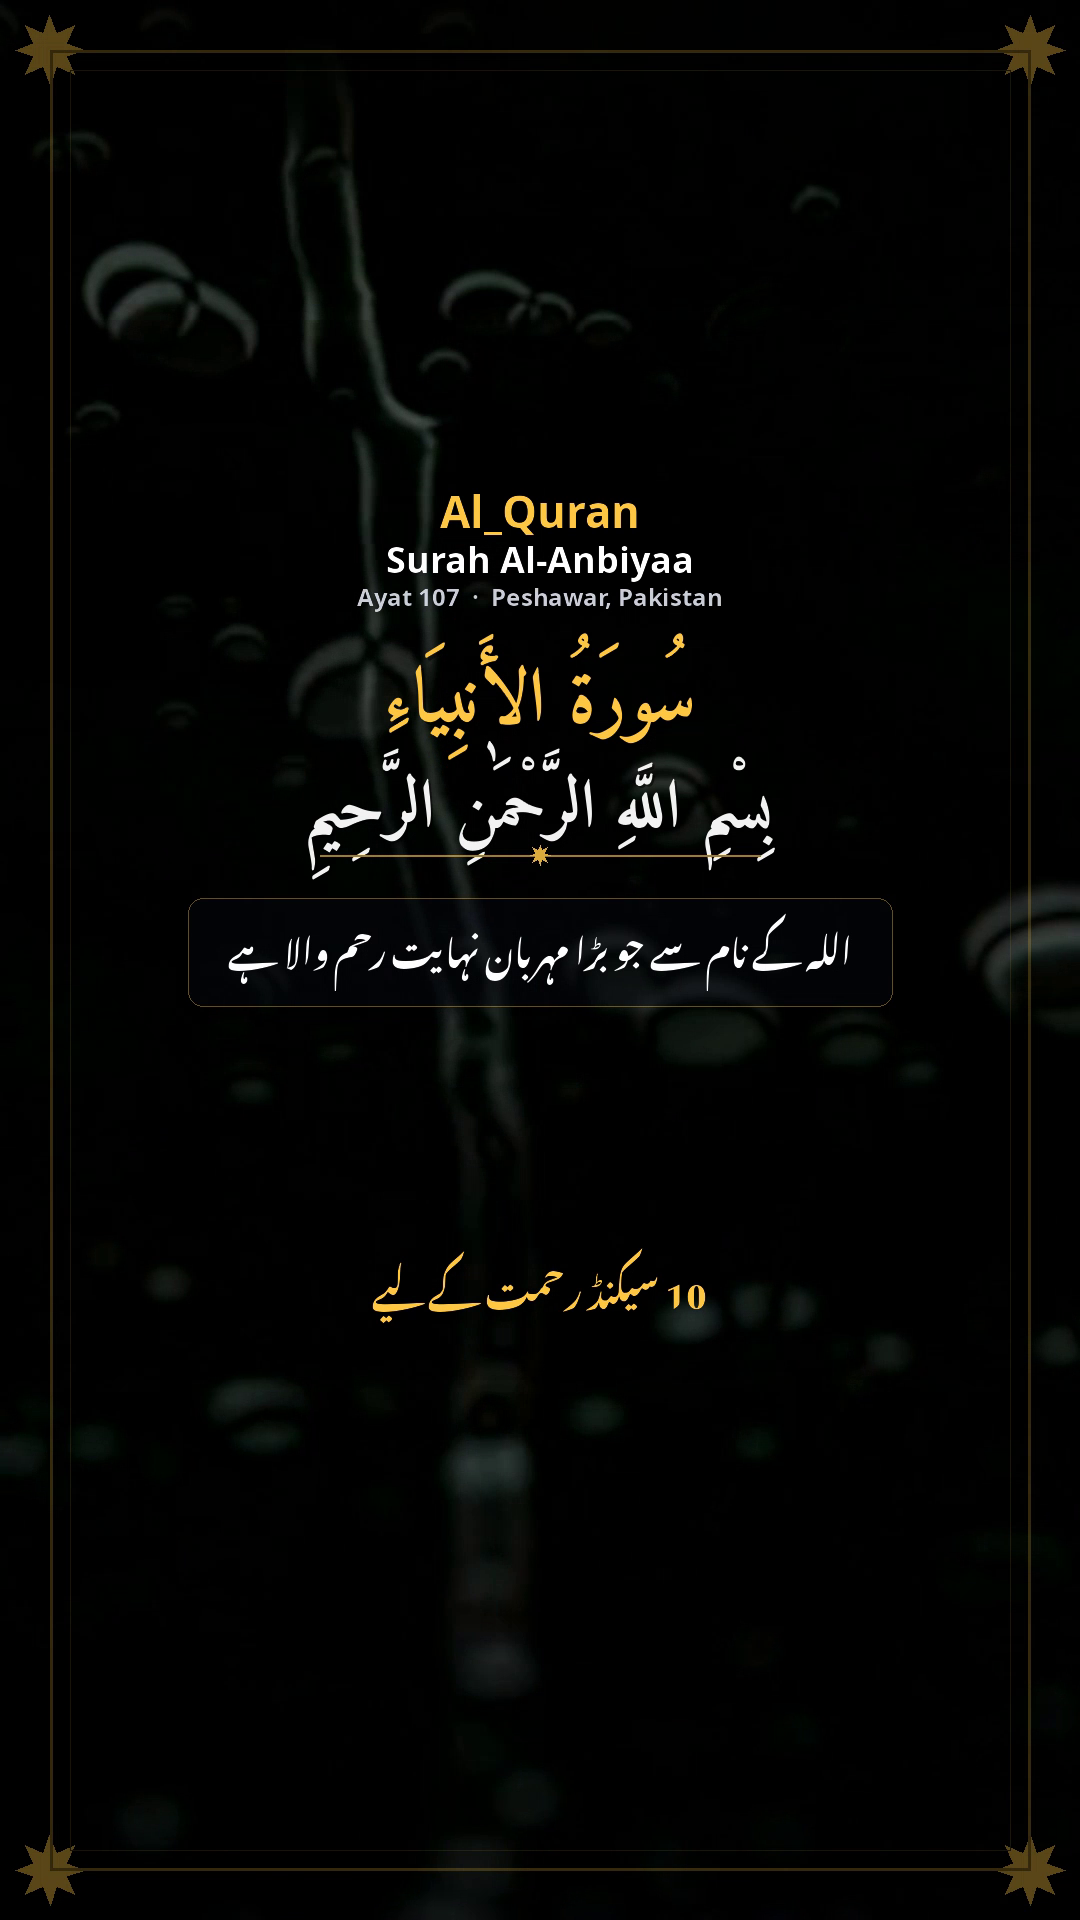 Al_Quran
Surah Al-Anbiyaa
Ayat 107 · Peshawar, Pakistan
سُورَةُ الأَنبِيَاءِ
بِسْمِ اللَّهِ الرَّحْمَٰنِ الرَّحِيمِ
اللہ کے نام سے جو بڑا مہربان نہایت رحم والا ہے
10 سیکنڈ رحمت کے لیے